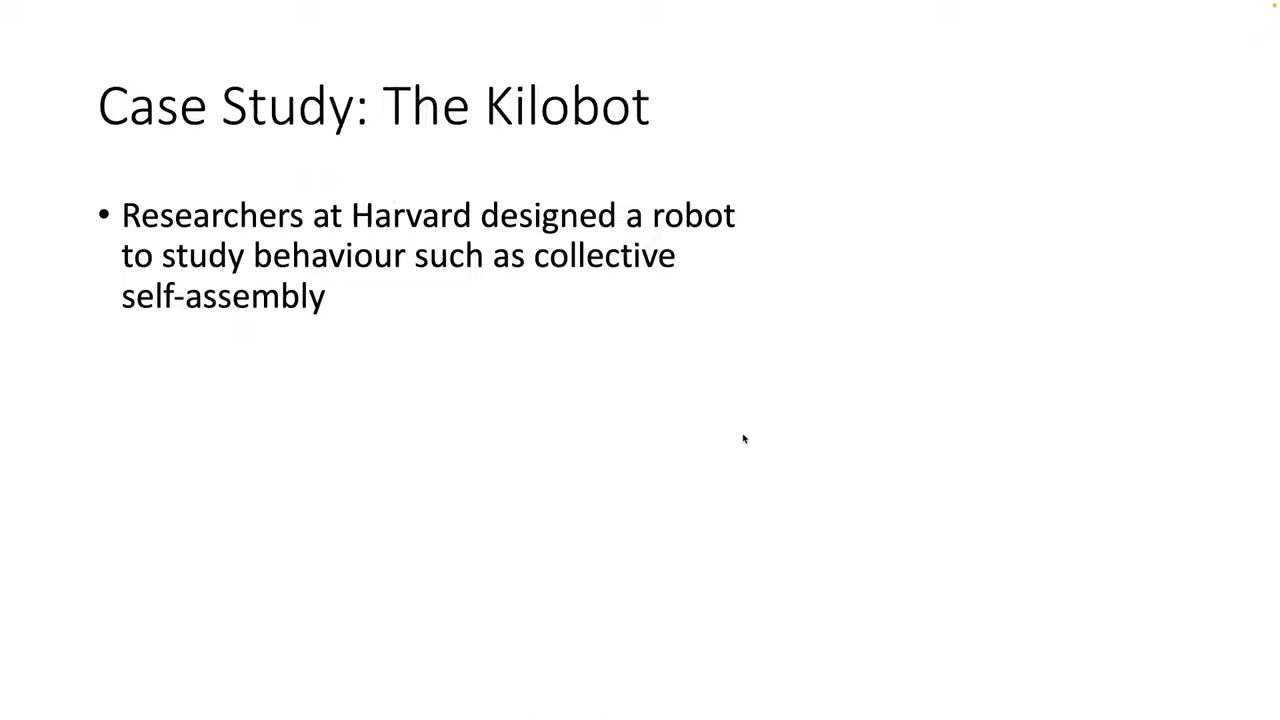 Case Study: The Kilobot
• Researchers at Harvard designed a robot
to study behaviour such as collective
self-assembly